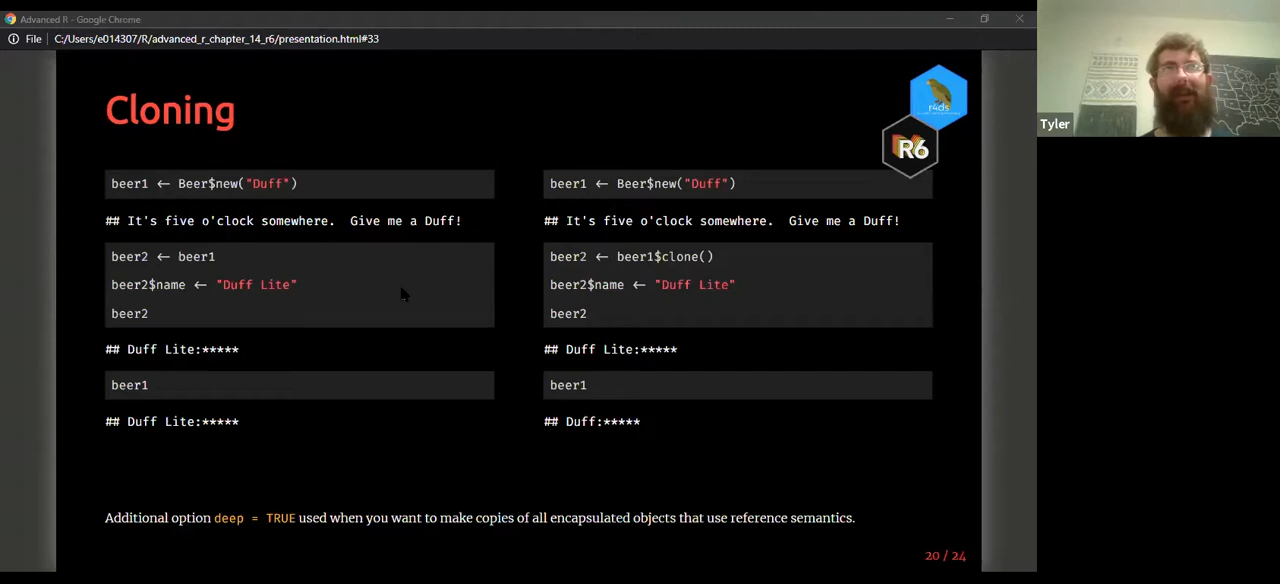 Advanced R - Google Chrome
File C:/Users/e014307/R/advanced_r_chapter_14_r6/presentation.html#33
Cloning
r4ds
R6
Tyler
beer1 ← Beer$new("Duff")
## It's five o'clock somewhere.  Give me a Duff!
beer2 ← beer1
beer2$name ← "Duff Lite"
beer2
## Duff Lite:*****
beer1
## Duff Lite:*****
beer1 ← Beer$new("Duff")
## It's five o'clock somewhere.  Give me a Duff!
beer2 ← beer1$clone()
beer2$name ← "Duff Lite"
beer2
## Duff Lite:*****
beer1
## Duff:*****
Additional option deep = TRUE used when you want to make copies of all encapsulated objects that use reference semantics.
20 / 24